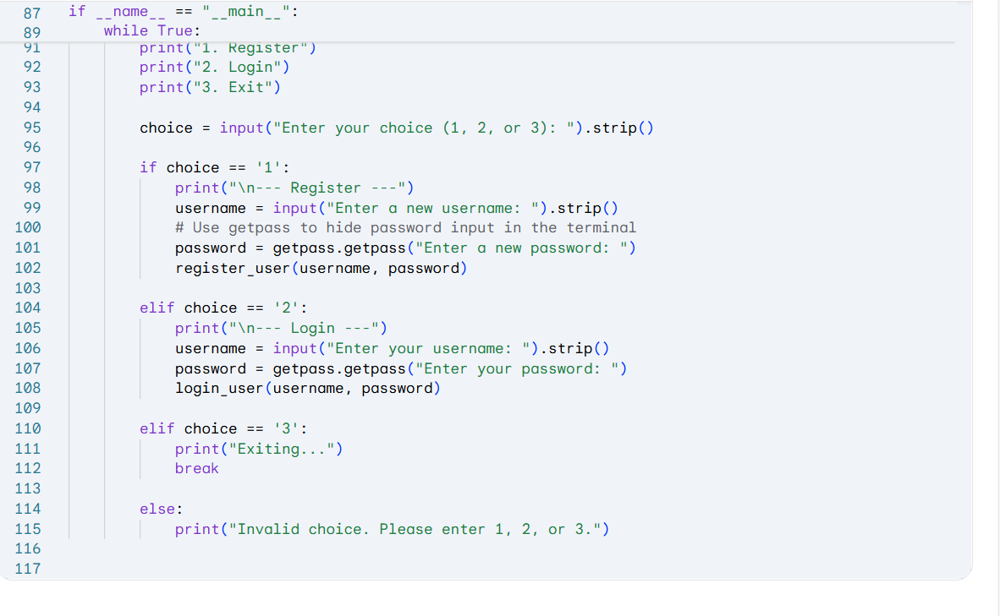 87 if __name__ == "__main__":
89     while True:
91         print("1. Register")
92         print("2. Login")
93         print("3. Exit")
94
95         choice = input("Enter your choice (1, 2, or 3): ").strip()
96
97         if choice == '1':
98             print("\n--- Register ---")
99             username = input("Enter a new username: ").strip()
100             # Use getpass to hide password input in the terminal
101             password = getpass.getpass("Enter a new password: ")
102             register_user(username, password)
103
104         elif choice == '2':
105             print("\n--- Login ---")
106             username = input("Enter your username: ").strip()
107             password = getpass.getpass("Enter your password: ")
108             login_user(username, password)
109
110         elif choice == '3':
111             print("Exiting...")
112             break
113
114         else:
115             print("Invalid choice. Please enter 1, 2, or 3.")
116
117